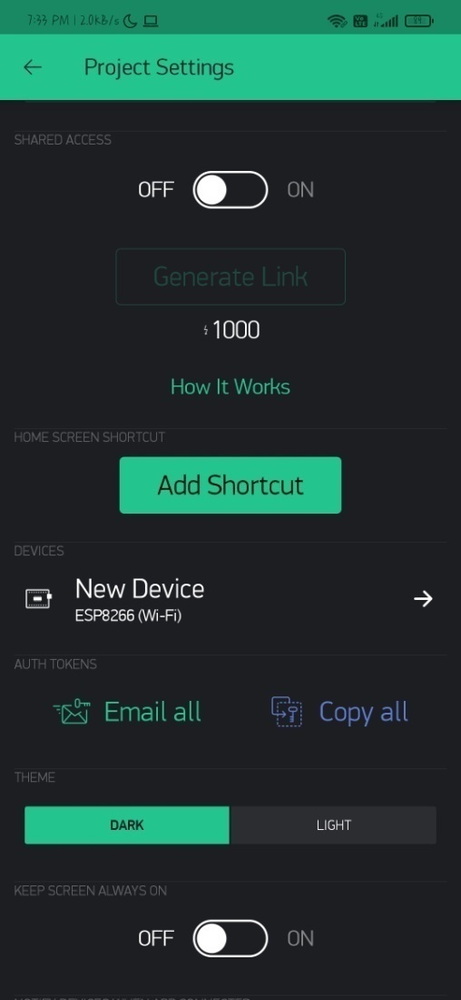 7:33 PM | 2.0KB/s
Project Settings
SHARED ACCESS
OFF ON
Generate Link
1000
How It Works
HOME SCREEN SHORTCUT
Add Shortcut
DEVICES
New Device
ESP8266 (Wi-Fi)
AUTH TOKENS
Email all Copy all
THEME
DARK LIGHT
KEEP SCREEN ALWAYS ON
OFF ON